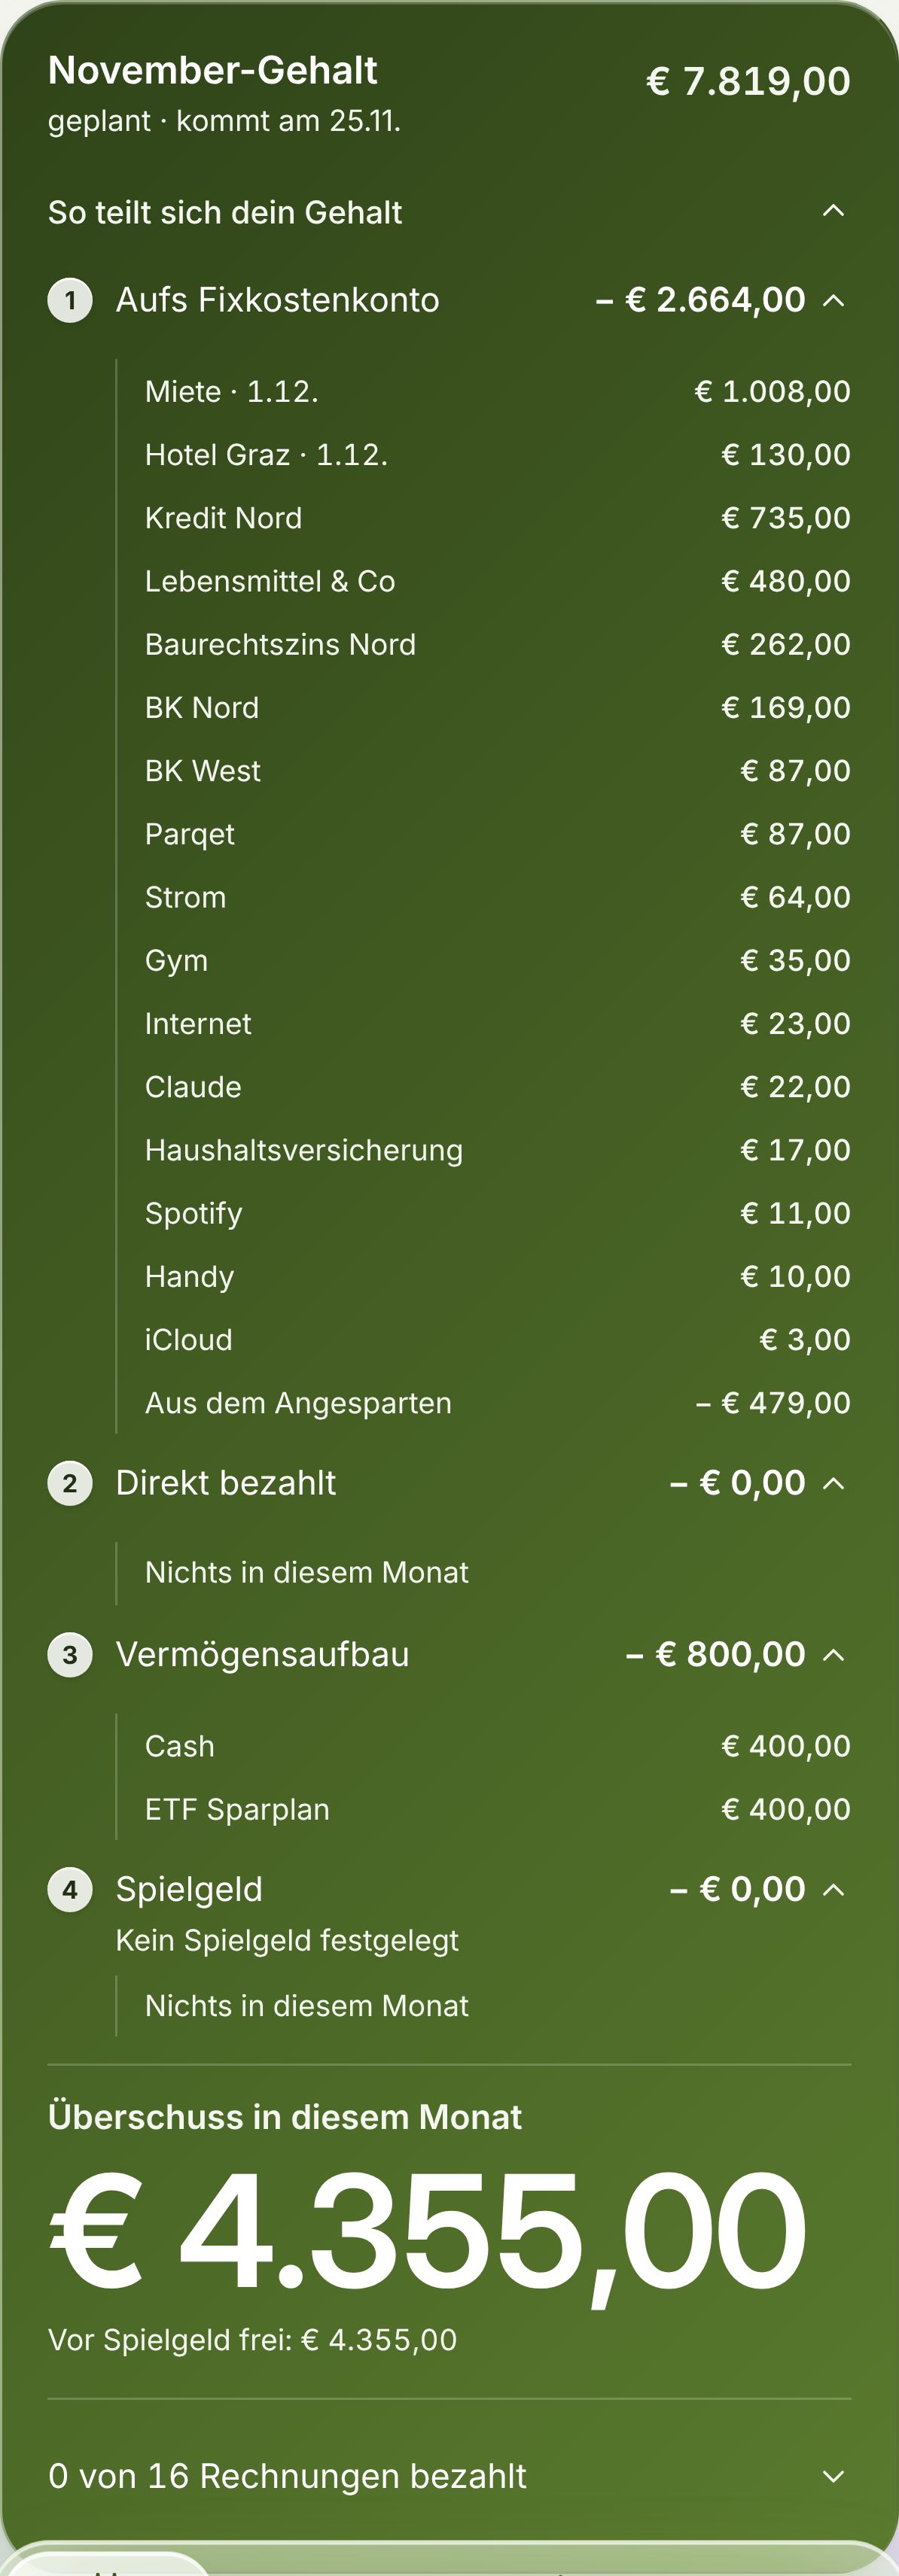 November-Gehalt
€ 7.819,00
geplant · kommt am 25.11.
So teilt sich dein Gehalt
1 Aufs Fixkostenkonto – € 2.664,00
Miete · 1.12. € 1.008,00
Hotel Graz · 1.12. € 130,00
Kredit Nord € 735,00
Lebensmittel & Co € 480,00
Baurechtszins Nord € 262,00
BK Nord € 169,00
BK West € 87,00
Parqet € 87,00
Strom € 64,00
Gym € 35,00
Internet € 23,00
Claude € 22,00
Haushaltsversicherung € 17,00
Spotify € 11,00
Handy € 10,00
iCloud € 3,00
Aus dem Angesparten – € 479,00
2 Direkt bezahlt – € 0,00
Nichts in diesem Monat
3 Vermögensaufbau – € 800,00
Cash € 400,00
ETF Sparplan € 400,00
4 Spielgeld – € 0,00
Kein Spielgeld festgelegt
Nichts in diesem Monat
Überschuss in diesem Monat
€ 4.355,00
Vor Spielgeld frei: € 4.355,00
0 von 16 Rechnungen bezahlt